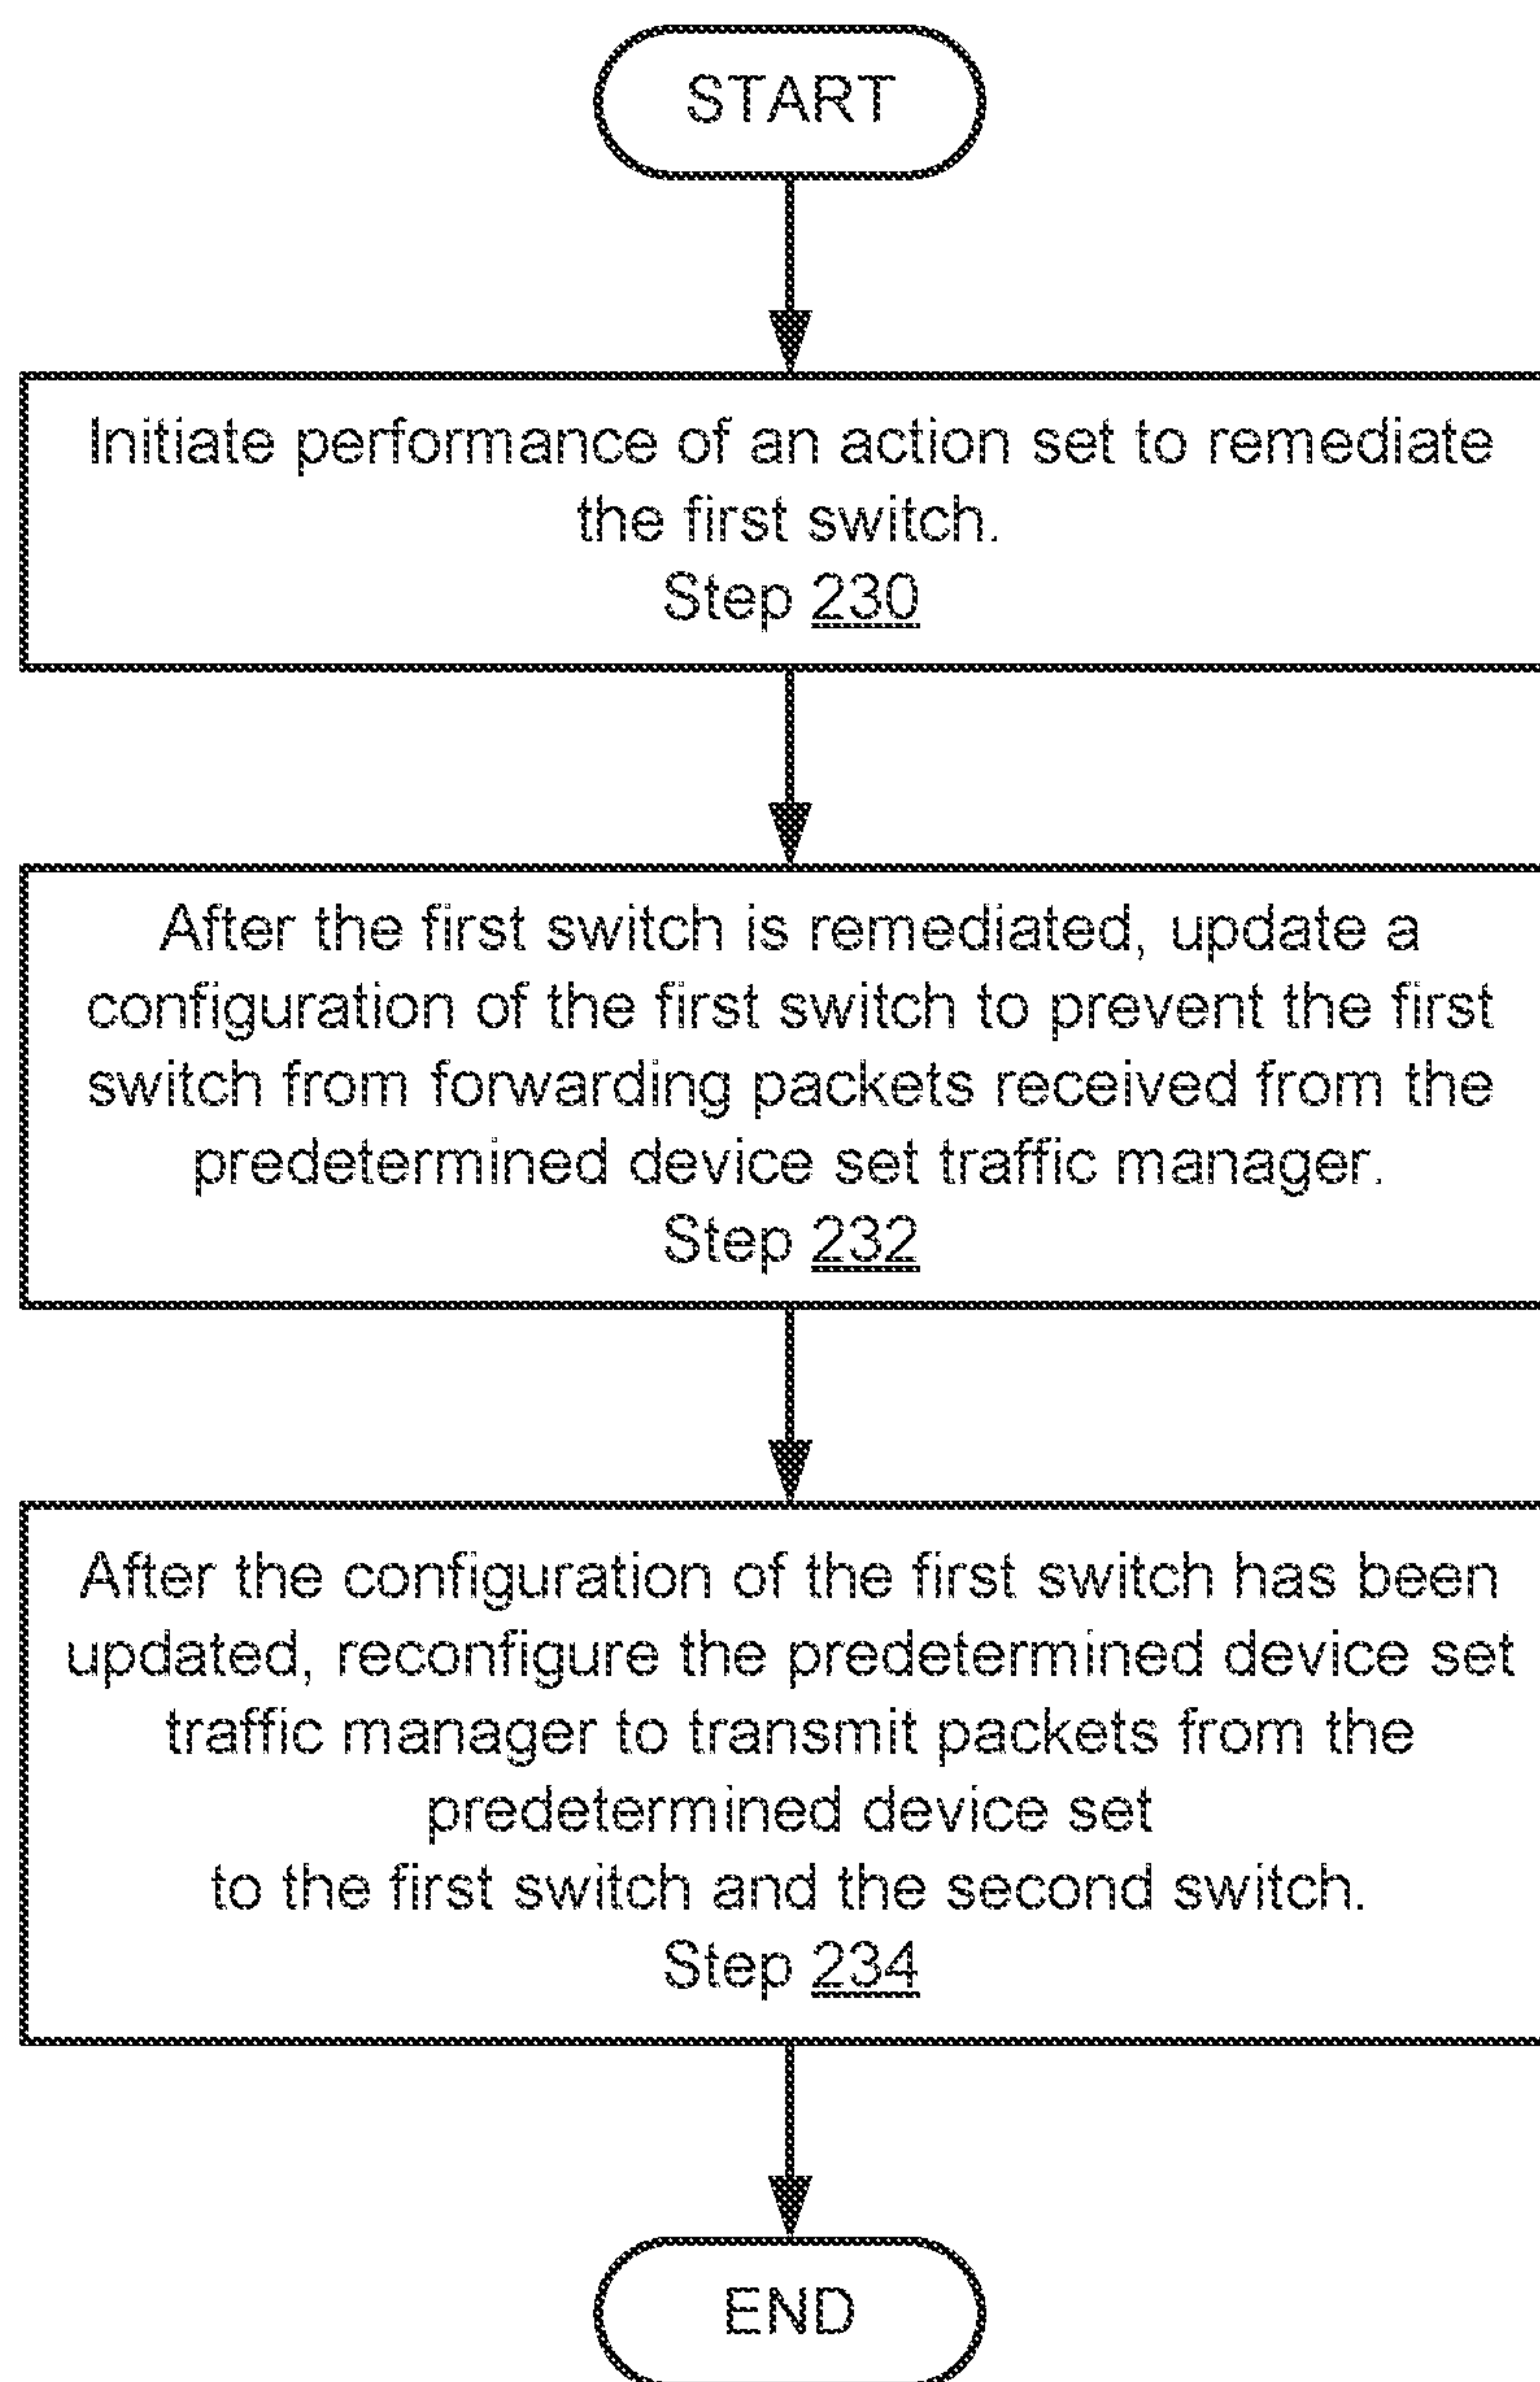 START
Initiate performance of an action set to remediate
the first switch.
Step 230
After the first switch is remediated, update a
configuration of the first switch to prevent the first
switch from forwarding packets received from the
predetermined device set traffic manager.
Step 232
After the configuration of the first switch has been
updated, reconfigure the predetermined device set
traffic manager to transmit packets from the
predetermined device set
to the first switch and the second switch.
Step 234
END